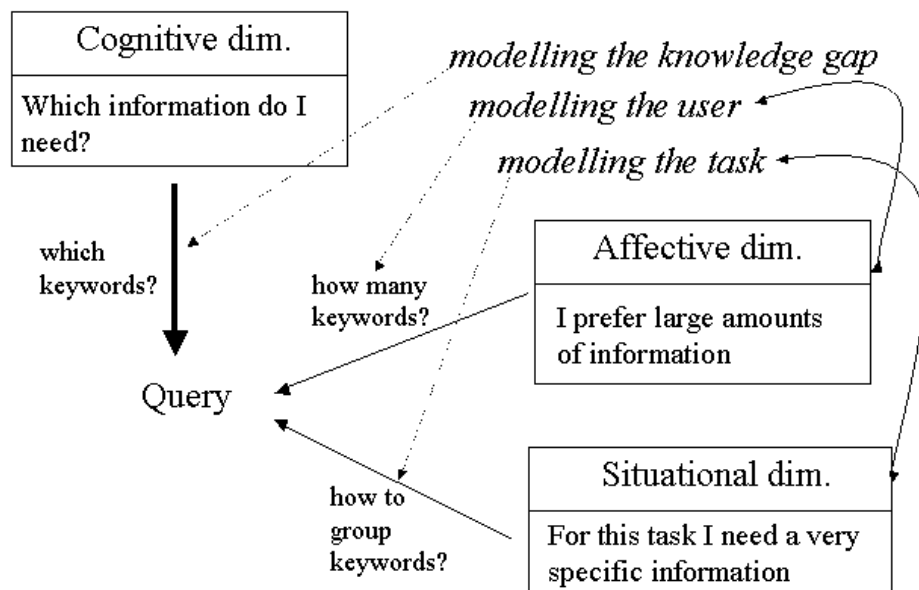 Cognitive dim.
Which information do I
need?
modelling the knowledge gap
modelling the user
modelling the task
which
keywords?
how many
keywords?
Affective dim.
I prefer large amounts
of information
Query
how to
group
keywords?
Situational dim.
For this task I need a very
specific information